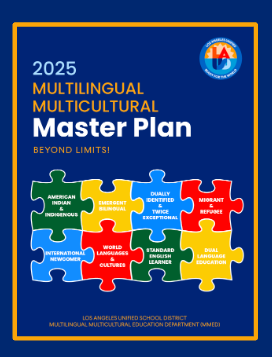 2025
MULTILINGUAL
MULTICULTURAL
Master Plan
BEYOND LIMITS!
AMERICAN
INDIAN
&
INDIGENOUS
EMERGENT
BILINGUAL
DUALLY
IDENTIFIED
&
TWICE
EXCEPTIONAL
MIGRANT
&
REFUGEE
INTERNATIONAL
NEWCOMER
WORLD
LANGUAGES
&
CULTURES
STANDARD
ENGLISH
LEARNER
DUAL
LANGUAGE
EDUCATION
LOS ANGELES UNIFIED SCHOOL DISTRICT
MULTILINGUAL MULTICULTURAL EDUCATION DEPARTMENT (MMED)